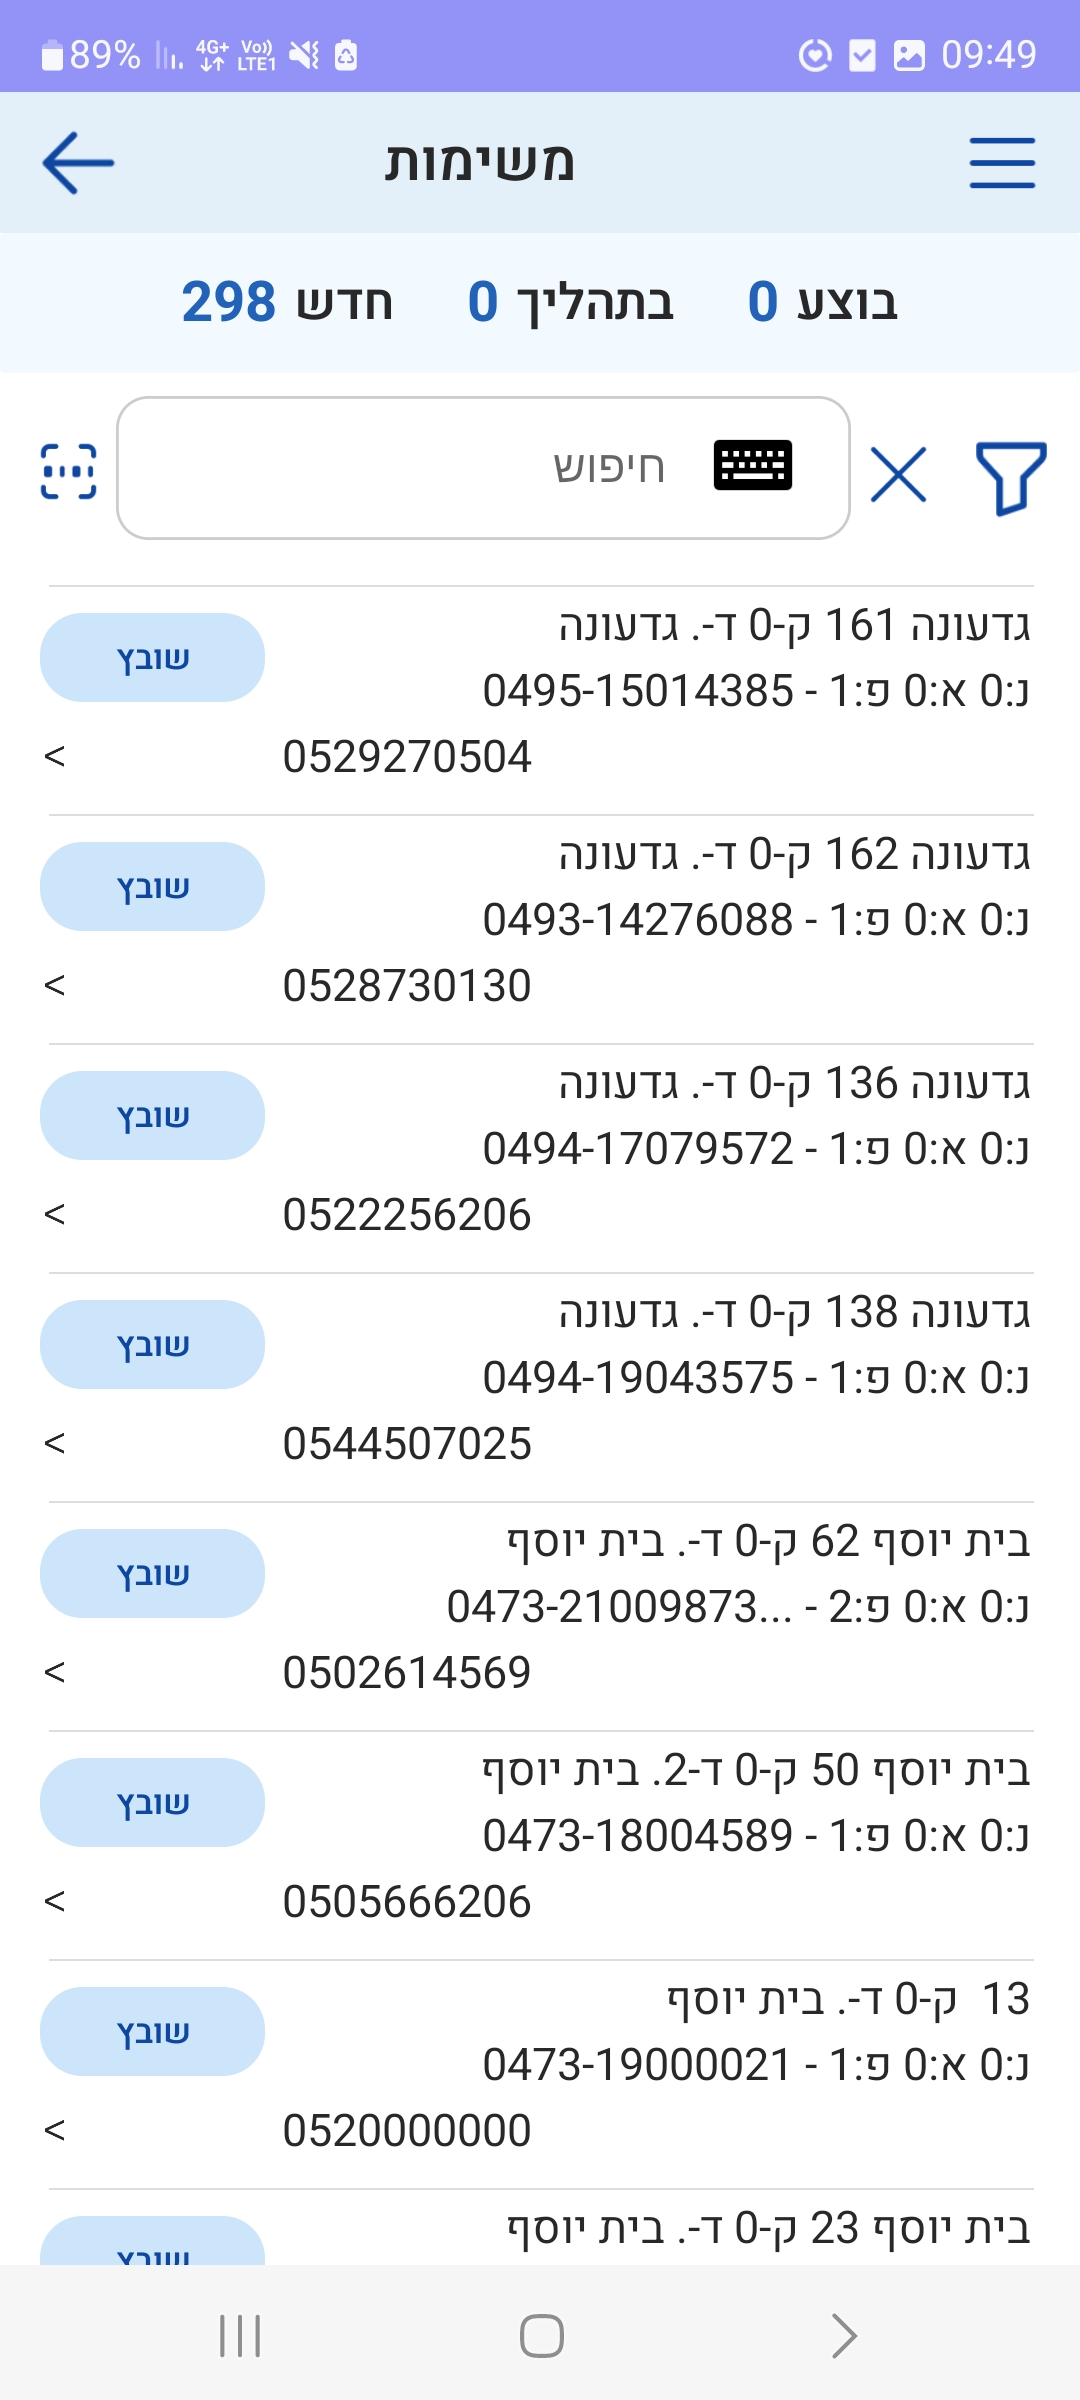 89% 4G+ Vo)) LTE1 09:49
משימות
בוצע 0 בתהליך 0 חדש 298
חיפוש
גדעונה 161 ק-0 ד-. גדעונה
שובץ
נ:0 א:0 פ:1 - 0495-15014385
0529270504
<
גדעונה 162 ק-0 ד-. גדעונה
שובץ
נ:0 א:0 פ:1 - 0493-14276088
0528730130
<
גדעונה 136 ק-0 ד-. גדעונה
שובץ
נ:0 א:0 פ:1 - 0494-17079572
0522256206
<
גדעונה 138 ק-0 ד-. גדעונה
שובץ
נ:0 א:0 פ:1 - 0494-19043575
0544507025
<
בית יוסף 62 ק-0 ד-. בית יוסף
שובץ
נ:0 א:0 פ:2 - ...0473-21009873
0502614569
<
בית יוסף 50 ק-0 ד-2. בית יוסף
שובץ
נ:0 א:0 פ:1 - 0473-18004589
0505666206
<
13 ק-0 ד-. בית יוסף
שובץ
נ:0 א:0 פ:1 - 0473-19000021
0520000000
<
בית יוסף 23 ק-0 ד-. בית יוסף
שובץ